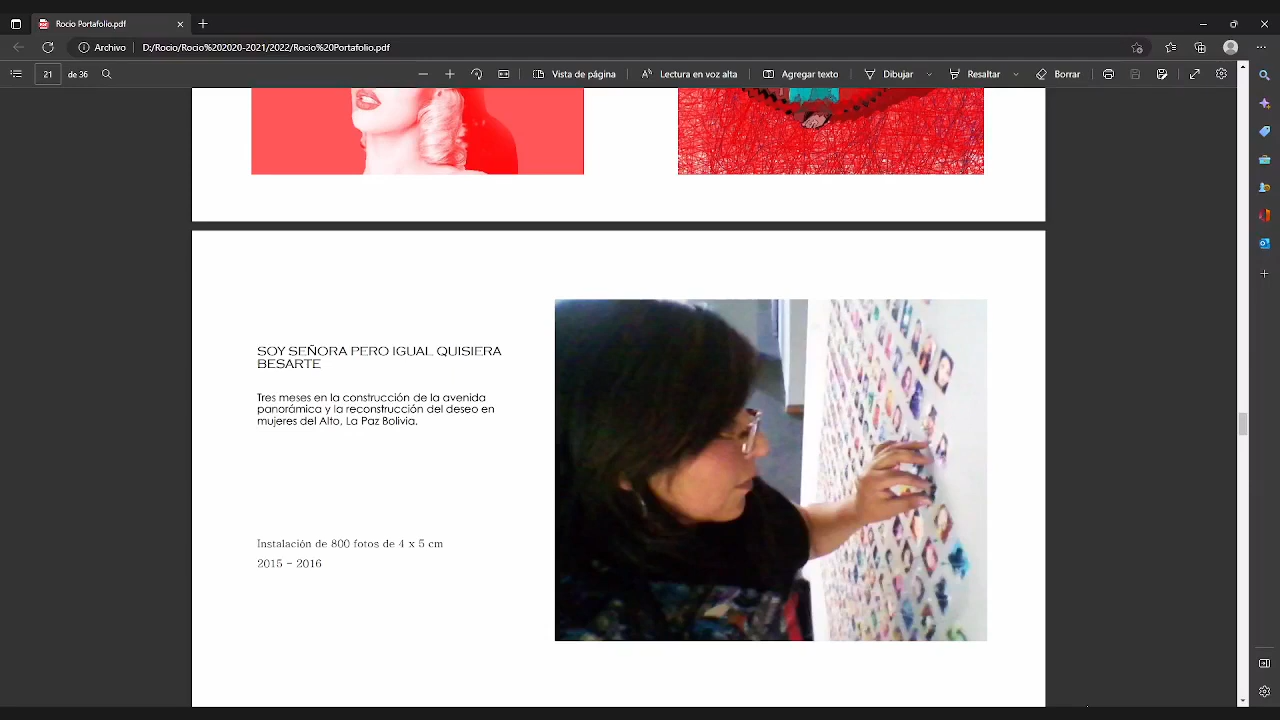 Rocio Portafolio.pdf
Archivo
D:/Rocio/Rocio%202020-2021/2022/Rocio%20Portafolio.pdf
21
de 36
Vista de página
Lectura en voz alta
Agregar texto
Dibujar
Resaltar
Borrar
SOY SEÑORA PERO IGUAL QUISIERA
BESARTE
Tres meses en la construcción de la avenida
panorámica y la reconstrucción del deseo en
mujeres del Alto, La Paz Bolivia.
Instalación de 800 fotos de 4 x 5 cm
2015 - 2016